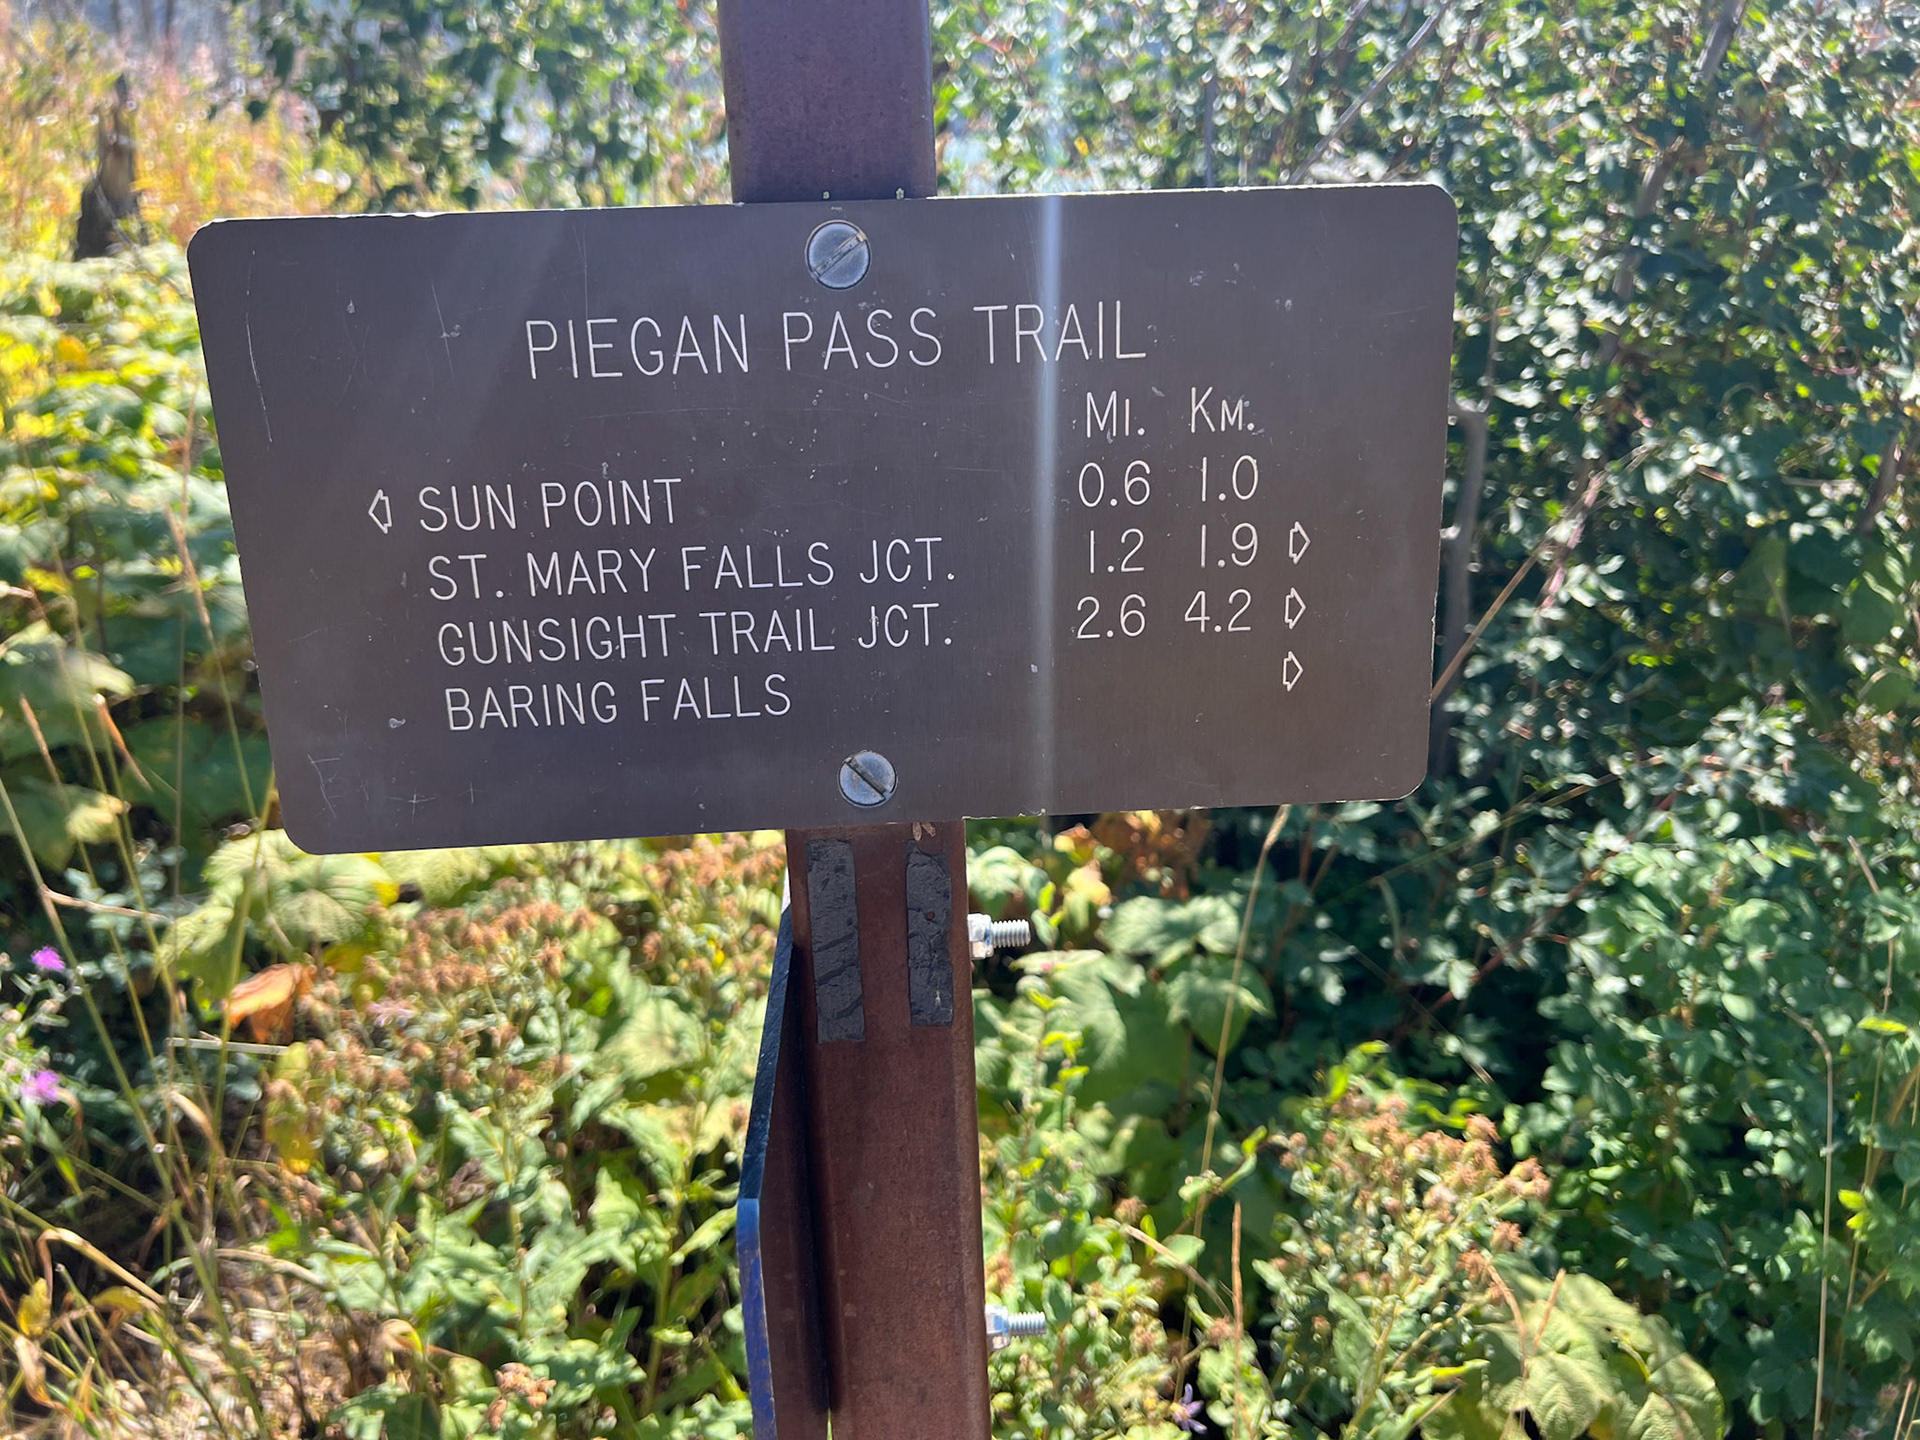 PIEGAN PASS TRAIL
MI. KM.
SUN POINT 0.6 1.0
ST. MARY FALLS JCT. 1.2 1.9
GUNSIGHT TRAIL JCT. 2.6 4.2
BARING FALLS